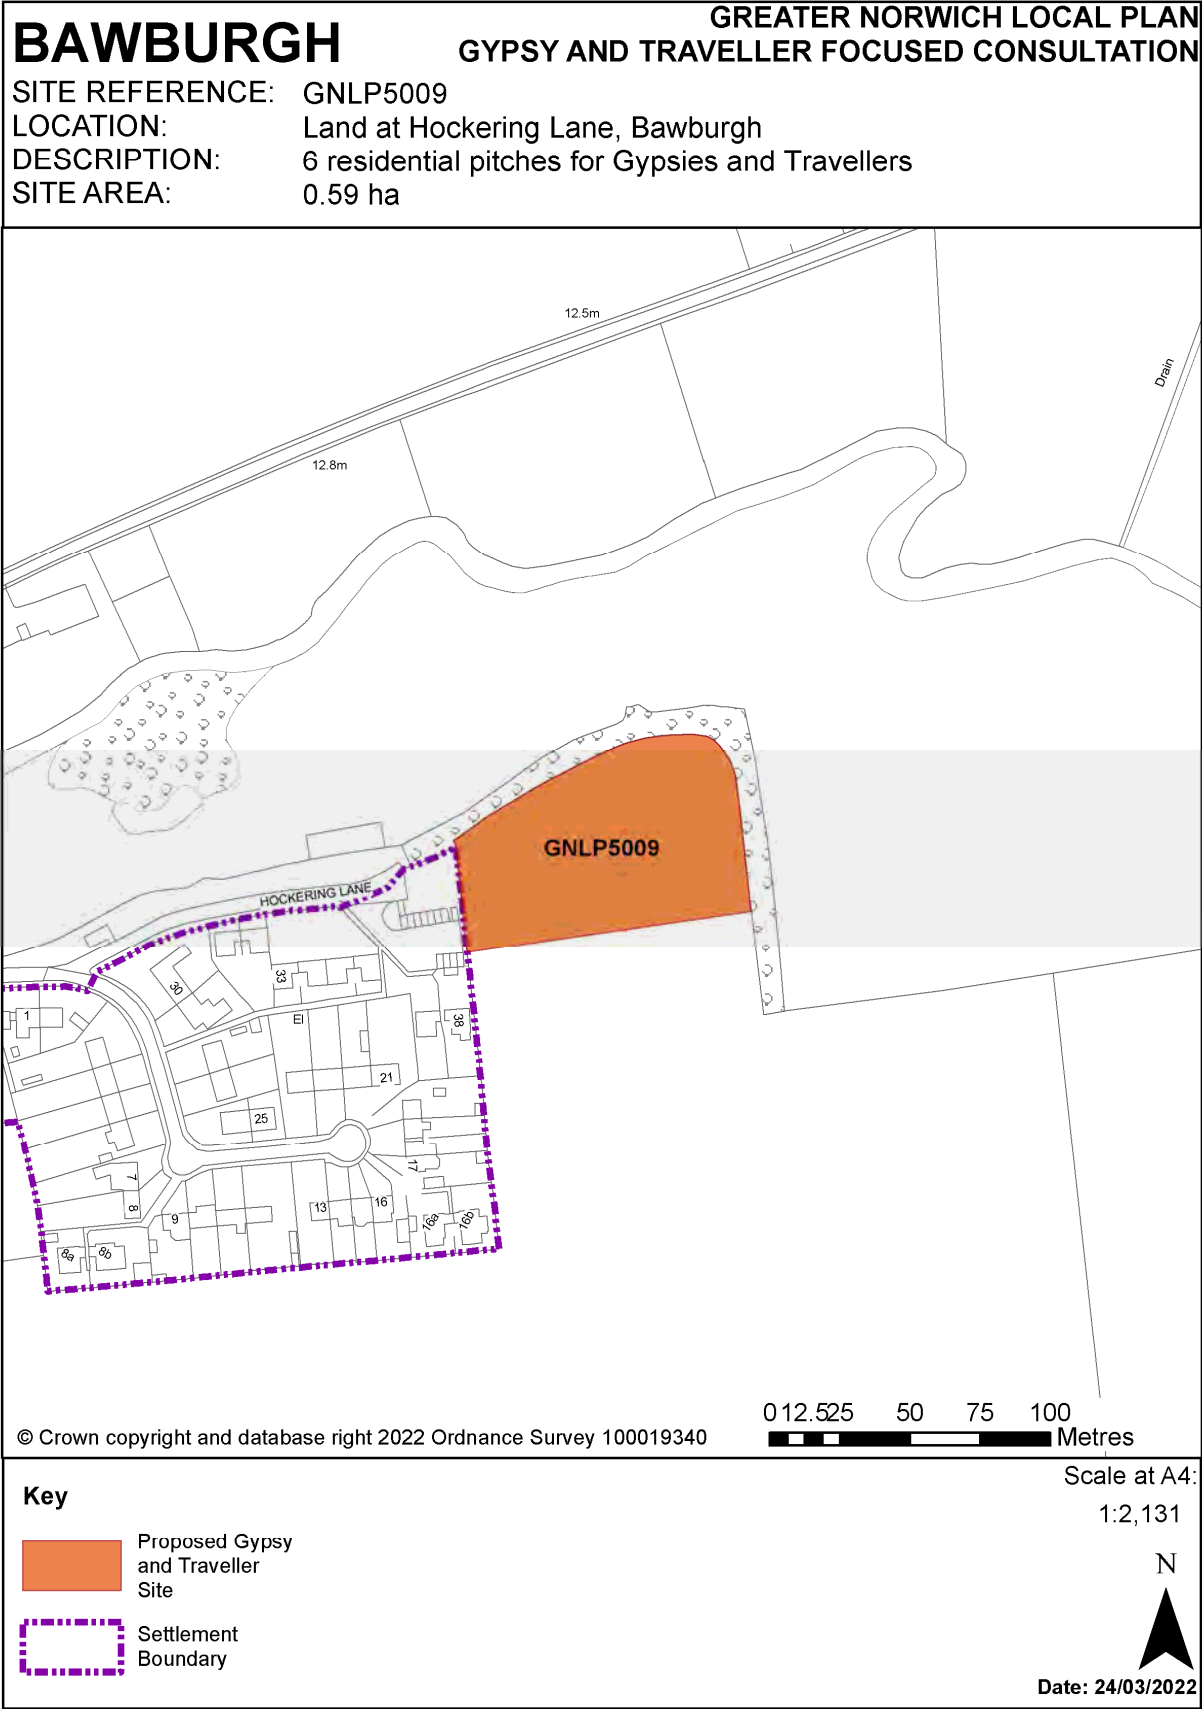 BAWBURGH
GREATER NORWICH LOCAL PLAN
GYPSY AND TRAVELLER FOCUSED CONSULTATION
SITE REFERENCE: GNLP5009
LOCATION: Land at Hockering Lane, Bawburgh
DESCRIPTION: 6 residential pitches for Gypsies and Travellers
SITE AREA: 0.59 ha
12.5m
Drain
12.8m
GNLP5009
HOCKERING LANE
33
30
1
El
38
21
25
17
7
8
13
16
9
16a
16b
8a
8b
0 12.5 25 50 75 100
Metres
© Crown copyright and database right 2022 Ordnance Survey 100019340
Key
Proposed Gypsy
and Traveller
Site
Settlement
Boundary
Scale at A4:
1:2,131
N
Date: 24/03/2022